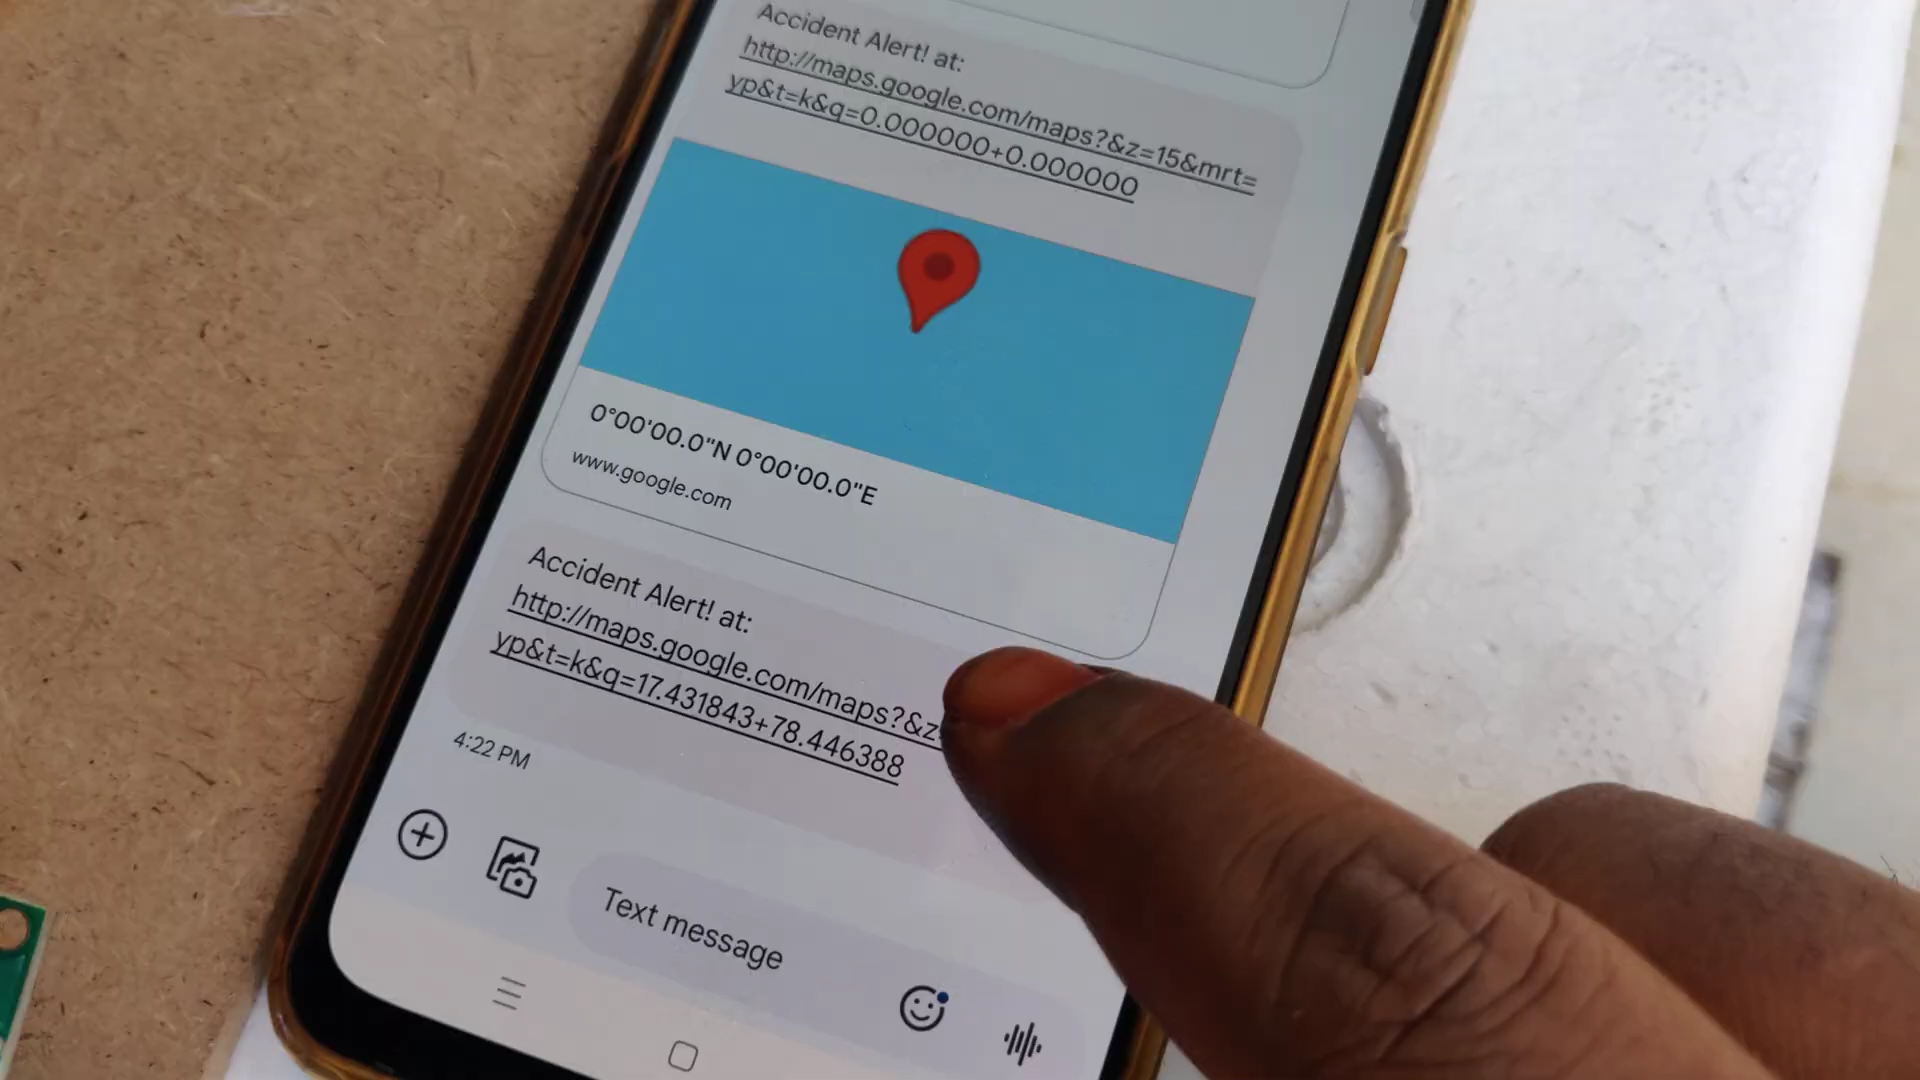 Accident Alert! at:
http://maps.google.com/maps?&z=15&mrt=
yp&t=k&q=0.000000+0.000000
0°00'00.0"N 0°00'00.0"E
www.google.com
Accident Alert! at:
http://maps.google.com/maps?&z
yp&t=k&q=17.431843+78.446388
4:22 PM
Text message